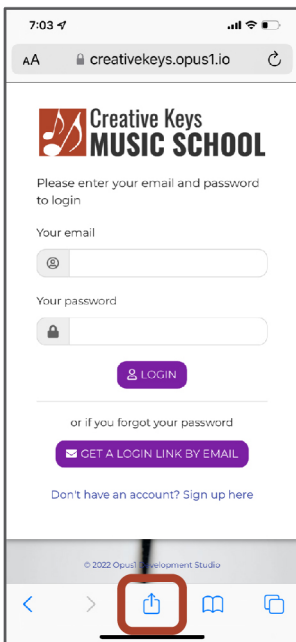 7:03
AA creativekeys.opus1.io
Creative Keys
MUSIC SCHOOL
Please enter your email and password
to login
Your email
Your password
LOGIN
or if you forgot your password
GET A LOGIN LINK BY EMAIL
Don't have an account? Sign up here
© 2022 Opus1 Development Studio